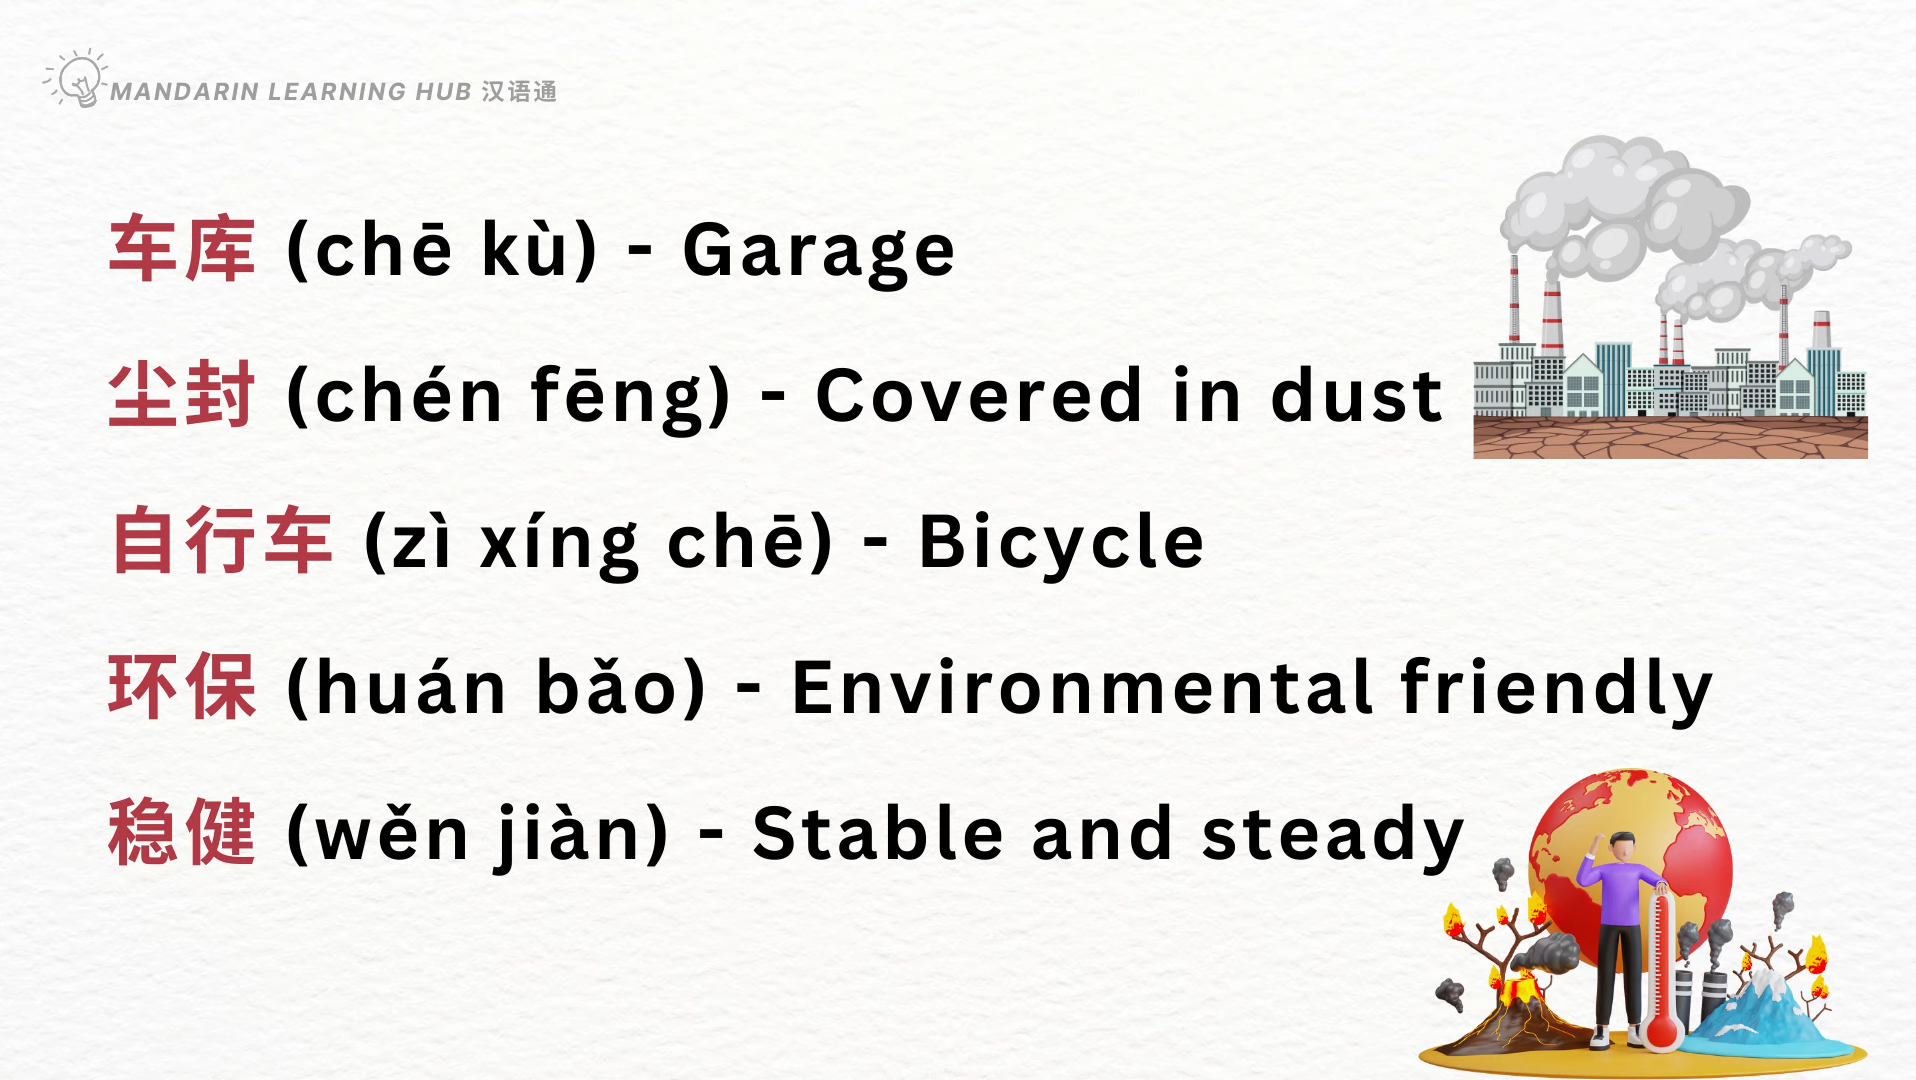 MANDARIN LEARNING HUB 汉语通
车库 (chē kù) - Garage
尘封 (chén fēng) - Covered in dust
自行车 (zì xíng chē) - Bicycle
环保 (huán bǎo) - Environmental friendly
稳健 (wěn jiàn) - Stable and steady